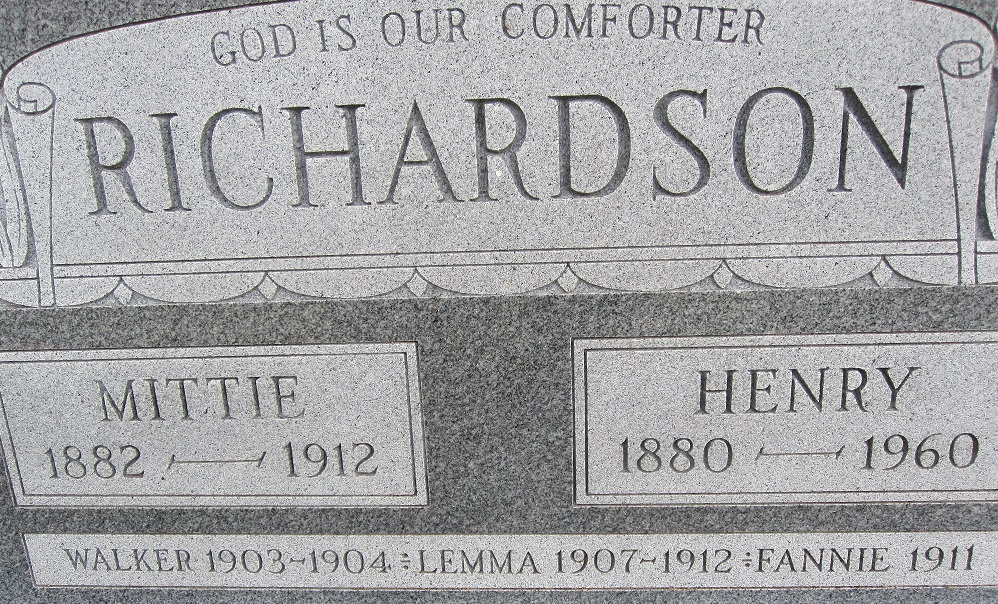 GOD IS OUR COMFORTER
RICHARDSON
MITTIE
1882 — 1912
HENRY
1880 — 1960
WALKER 1903~1904 : LEMMA 1907~1912 : FANNIE 1911